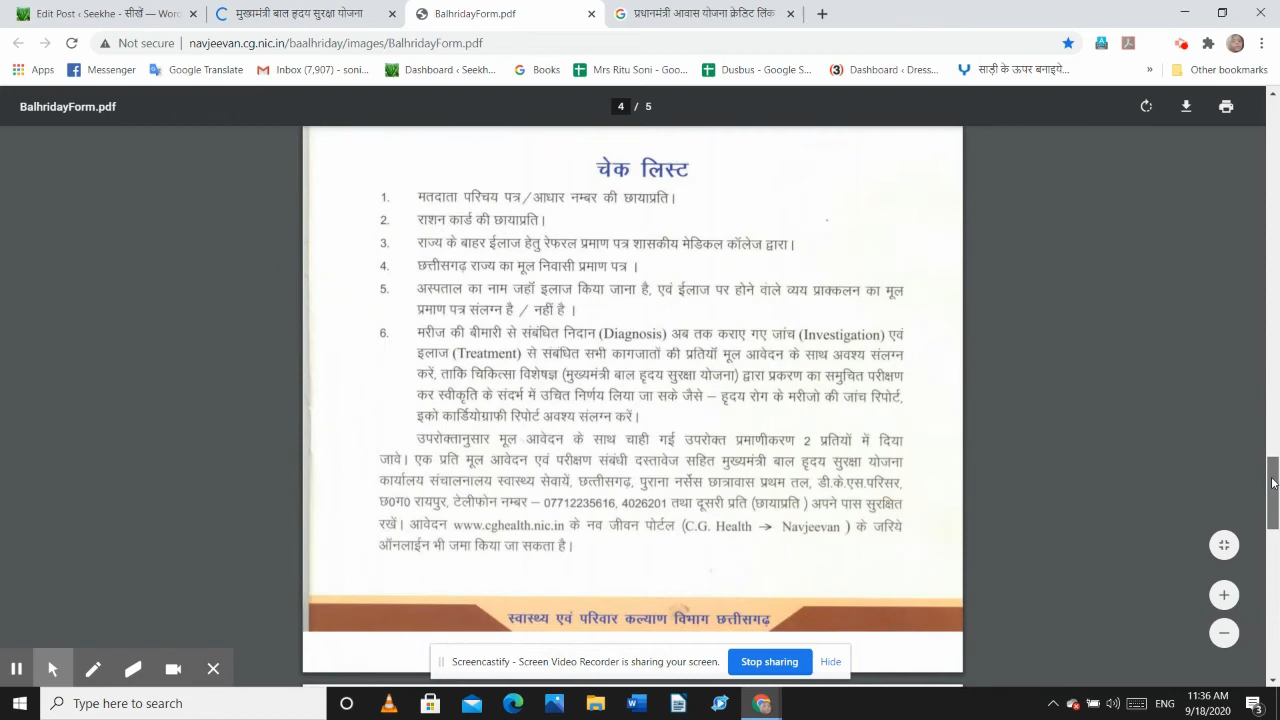 Edit Post ‹ Seekhe - सीखें — Word
मुख्यमंत्री बाल हृदय सुरक्षा योजना
BalhridayForm.pdf
प्रधानमंत्री आवास योजना क्रेडिट लिंक
Not secure | navjeevan.cg.nic.in/baalhriday/images/BalhridayForm.pdf
Apps
Messenger
Google Translate
Inbox (7,907) - soni...
Dashboard ‹ Seekh...
Books
Mrs Ritu Soni - Goo...
Dusbus - Google S...
(3) Dashboard ‹ Dress...
साड़ी के ऊपर बनाइये...
»
Other bookmarks
BalhridayForm.pdf
4 / 5
चेक लिस्ट
1. मतदाता परिचय पत्र/आधार नम्बर की छायाप्रति।
2. राशन कार्ड की छायाप्रति।
3. राज्य के बाहर ईलाज हेतु रेफरल प्रमाण पत्र शासकीय मेडिकल कॉलेज द्वारा।
4. छत्तीसगढ़ राज्य का मूल निवासी प्रमाण पत्र ।
5. अस्पताल का नाम जहाँ इलाज किया जाना है, एवं ईलाज पर होने वाले व्यय प्राक्कलन का मूल
प्रमाण पत्र संलग्न है / नहीं है ।
6. मरीज की बीमारी से संबंधित निदान (Diagnosis) अब तक कराए गए जांच (Investigation) एवं
इलाज (Treatment) से संबधित सभी कागजातों की प्रतियाँ मूल आवेदन के साथ अवश्य संलग्न
करें, ताकि चिकित्सा विशेषज्ञ (मुख्यमंत्री बाल हृदय सुरक्षा योजना) द्वारा प्रकरण का समुचित परीक्षण
कर स्वीकृति के संदर्भ में उचित निर्णय लिया जा सके जैसे – हृदय रोग के मरीजो की जांच रिपोर्ट,
इको कार्डियोग्राफी रिपोर्ट अवश्य संलग्न करें।
उपरोक्तानुसार मूल आवेदन के साथ चाही गई उपरोक्त प्रमाणीकरण 2 प्रतियों में दिया
जावे। एक प्रति मूल आवेदन एवं परीक्षण संबंधी दस्तावेज सहित मुख्यमंत्री बाल हृदय सुरक्षा योजना
कार्यालय संचालनालय स्वास्थ्य सेवायें, छत्तीसगढ़, पुराना नर्सेस छात्रावास प्रथम तल, डी.के.एस.परिसर,
छ0ग0 रायपुर, टेलीफोन नम्बर – 07712235616, 4026201 तथा दूसरी प्रति (छायाप्रति ) अपने पास सुरक्षित
रखें। आवेदन www.cghealth.nic.in के नव जीवन पोर्टल (C.G. Health → Navjeevan ) के जरिये
ऑनलाईन भी जमा किया जा सकता है।
स्वास्थ्य एवं परिवार कल्याण विभाग छत्तीसगढ़
Screencastify - Screen Video Recorder is sharing your screen.
Stop sharing
Hide
Type here to search
ENG
11:36 AM
9/18/2020
3